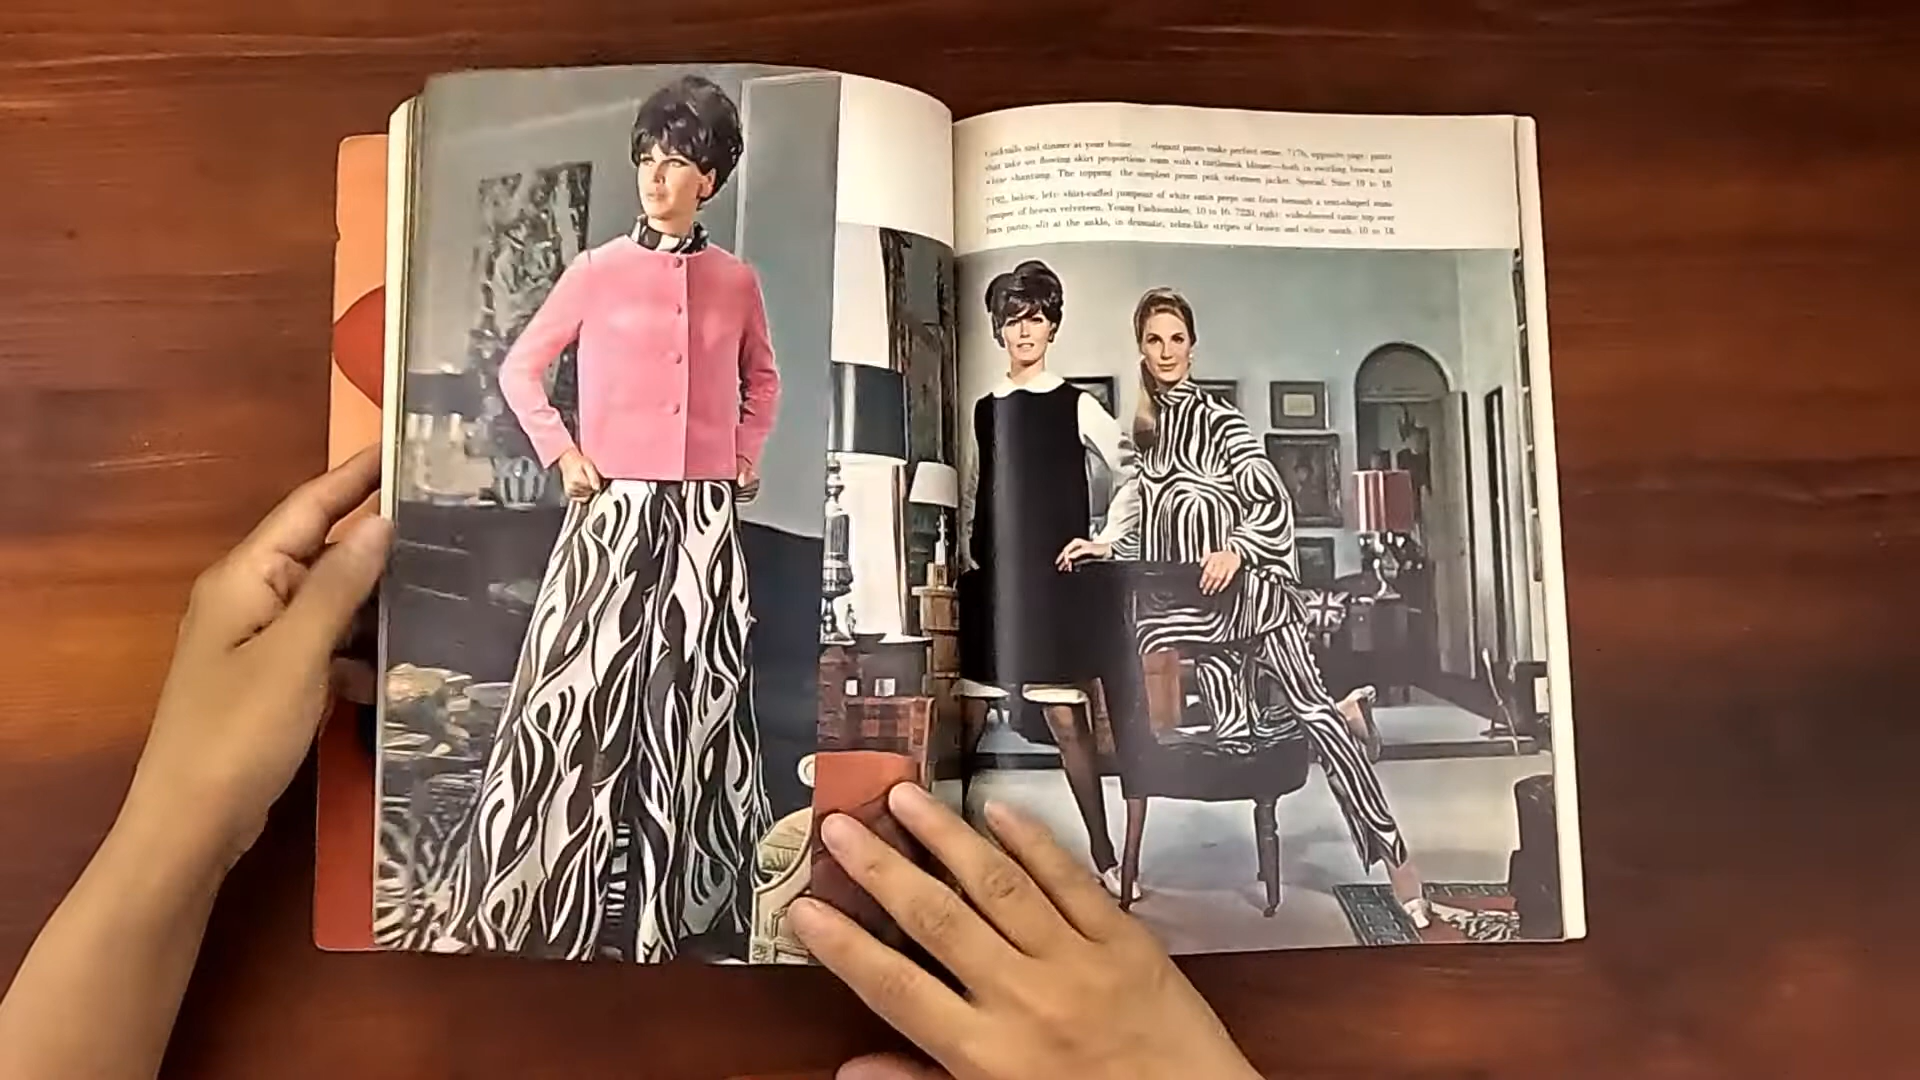 Cocktails and dinner at your house... elegant pants make perfect sense. 7176, opposite page: pants
that take on flowing skirt proportions team with a turtleneck blouse—both in swirling brown and
white shantung. The topping: the simplest peony pink velveteen jacket. Special. Sizes 10 to 18.
7192, below, left: shirt-cuffed jumpsuit of white satin peeps out from beneath a tent-shaped mini-
jumper of brown velveteen. Young Fashionables, 10 to 16. 7220, right: wide-sleeved tunic top over
lean pants, slit at the ankle, in dramatic, zebra-like stripes of brown and white surah. 10 to 18.